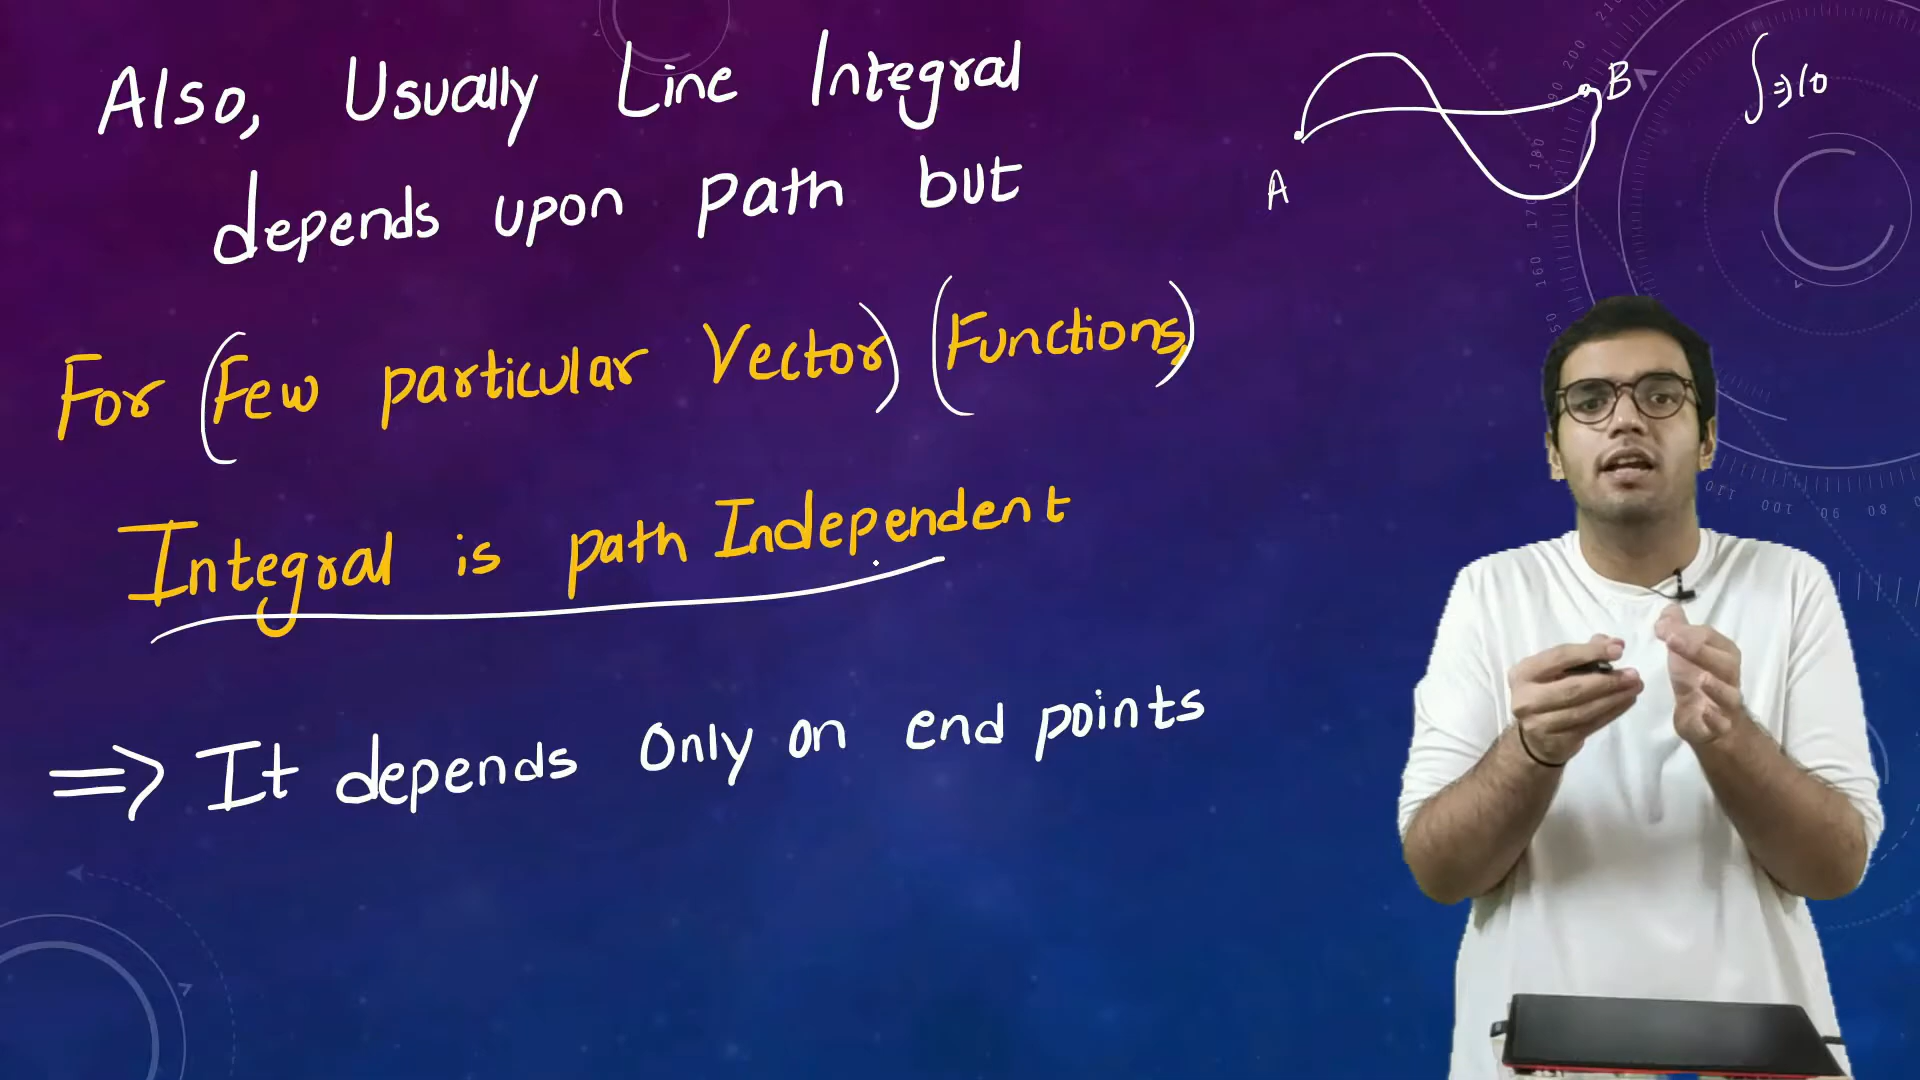 Also, Usually Line Integral
depends upon path but
For (Few particular Vector) (Functions,)
Integral is path Independent
=> It depends Only on end points
A
B
∫ => 10